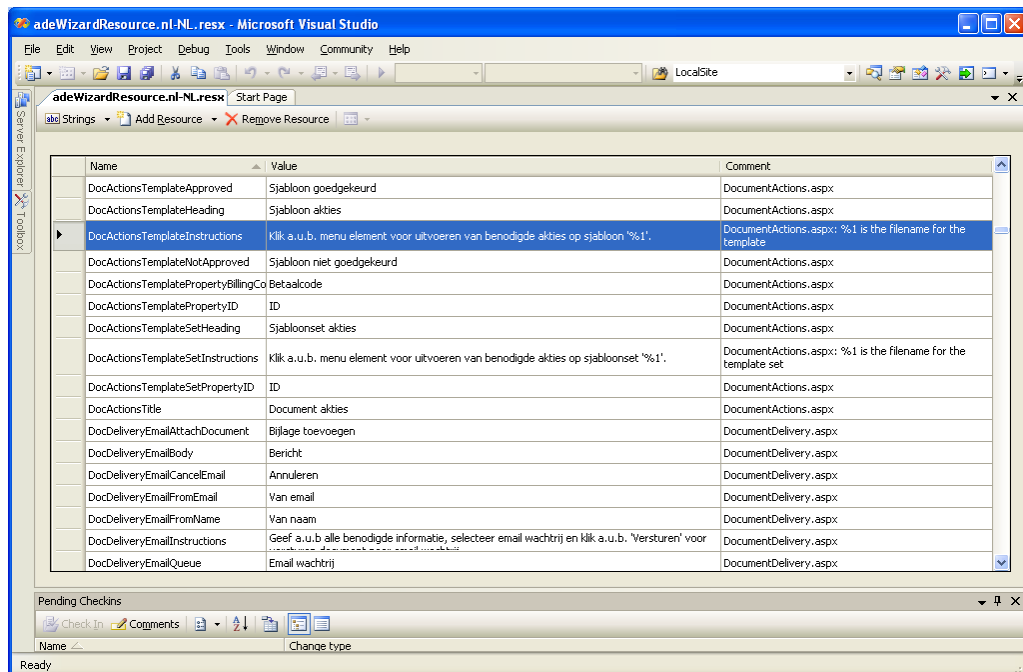 adeWizardResource.nl-NL.resx - Microsoft Visual Studio
File Edit View Project Debug Tools Window Community Help
LocalSite
adeWizardResource.nl-NL.resx Start Page
Server Explorer
Toolbox
abc Strings Add Resource Remove Resource
Name Value Comment
DocActionsTemplateApproved Sjabloon goedgekeurd DocumentActions.aspx
DocActionsTemplateHeading Sjabloon akties DocumentActions.aspx
DocActionsTemplateInstructions Klik a.u.b. menu element voor uitvoeren van benodigde akties op sjabloon '%1'. DocumentActions.aspx: %1 is the filename for the
template
DocActionsTemplateNotApproved Sjabloon niet goedgekeurd DocumentActions.aspx
DocActionsTemplatePropertyBillingCo Betaalcode DocumentActions.aspx
DocActionsTemplatePropertyID ID DocumentActions.aspx
DocActionsTemplateSetHeading Sjabloonset akties DocumentActions.aspx
DocActionsTemplateSetInstructions Klik a.u.b. menu element voor uitvoeren van benodigde akties op sjabloonset '%1'. DocumentActions.aspx: %1 is the filename for the
template set
DocActionsTemplateSetPropertyID ID DocumentActions.aspx
DocActionsTitle Document akties DocumentActions.aspx
DocDeliveryEmailAttachDocument Bijlage toevoegen DocumentDelivery.aspx
DocDeliveryEmailBody Bericht DocumentDelivery.aspx
DocDeliveryEmailCancelEmail Annuleren DocumentDelivery.aspx
DocDeliveryEmailFromEmail Van email DocumentDelivery.aspx
DocDeliveryEmailFromName Van naam DocumentDelivery.aspx
DocDeliveryEmailInstructions Geef a.u.b alle benodigde informatie, selecteer email wachtrij en klik a.u.b. 'Versturen' voor DocumentDelivery.aspx
DocDeliveryEmailQueue Email wachtrij DocumentDelivery.aspx
Pending Checkins
Check In Comments
Name Change type
Ready